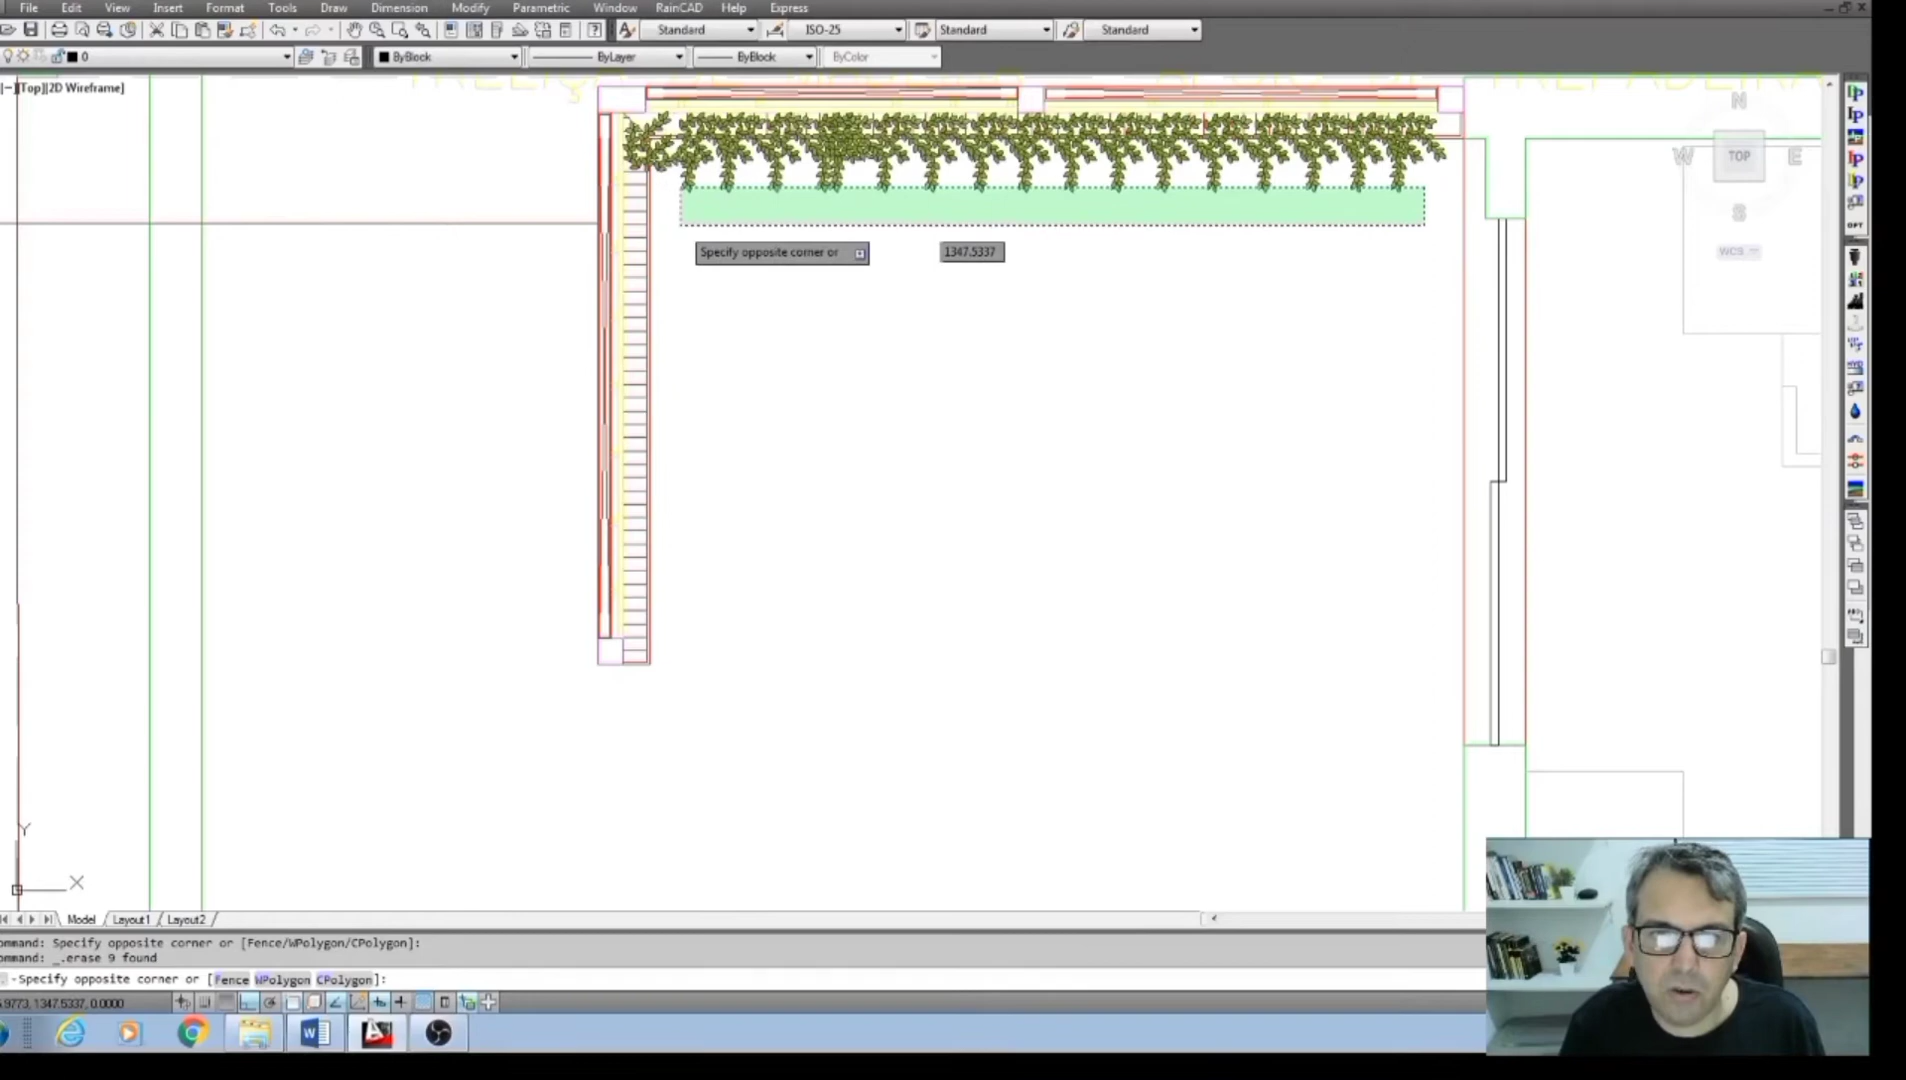 File Edit View Insert Format Tools Draw Dimension Modify Parametric Window RainCAD Help Express
Standard ISO-25 Standard Standard
0 ByBlock ByLayer ByBlock ByColor
[−][Top][2D Wireframe]
N
W TOP E
S
WCS
OPT
Specify opposite corner or 1347.5337
Y
X
Model Layout1 Layout2
ommand: Specify opposite corner or [Fence/WPolygon/CPolygon]:
ommand: _.erase 9 found
-Specify opposite corner or [Fence WPolygon CPolygon]:
.9773, 1347.5337, 0.0000